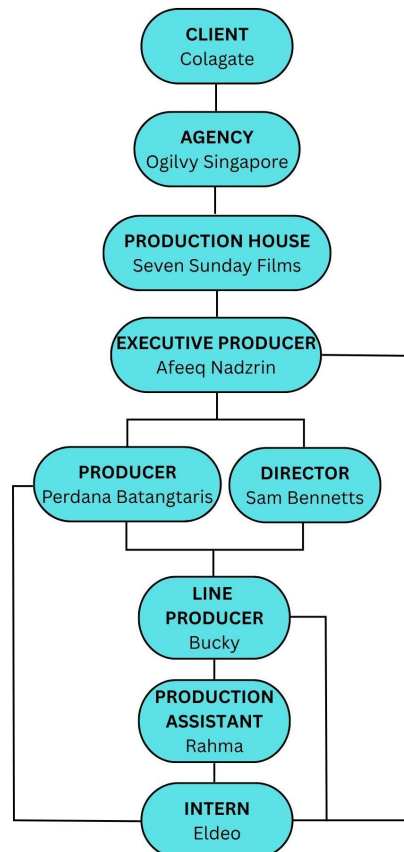 CLIENT
Colagate
AGENCY
Ogilvy Singapore
PRODUCTION HOUSE
Seven Sunday Films
EXECUTIVE PRODUCER
Afeeq Nadzrin
PRODUCER
Perdana Batangtaris
DIRECTOR
Sam Bennetts
LINE
PRODUCER
Bucky
PRODUCTION
ASSISTANT
Rahma
INTERN
Eldeo